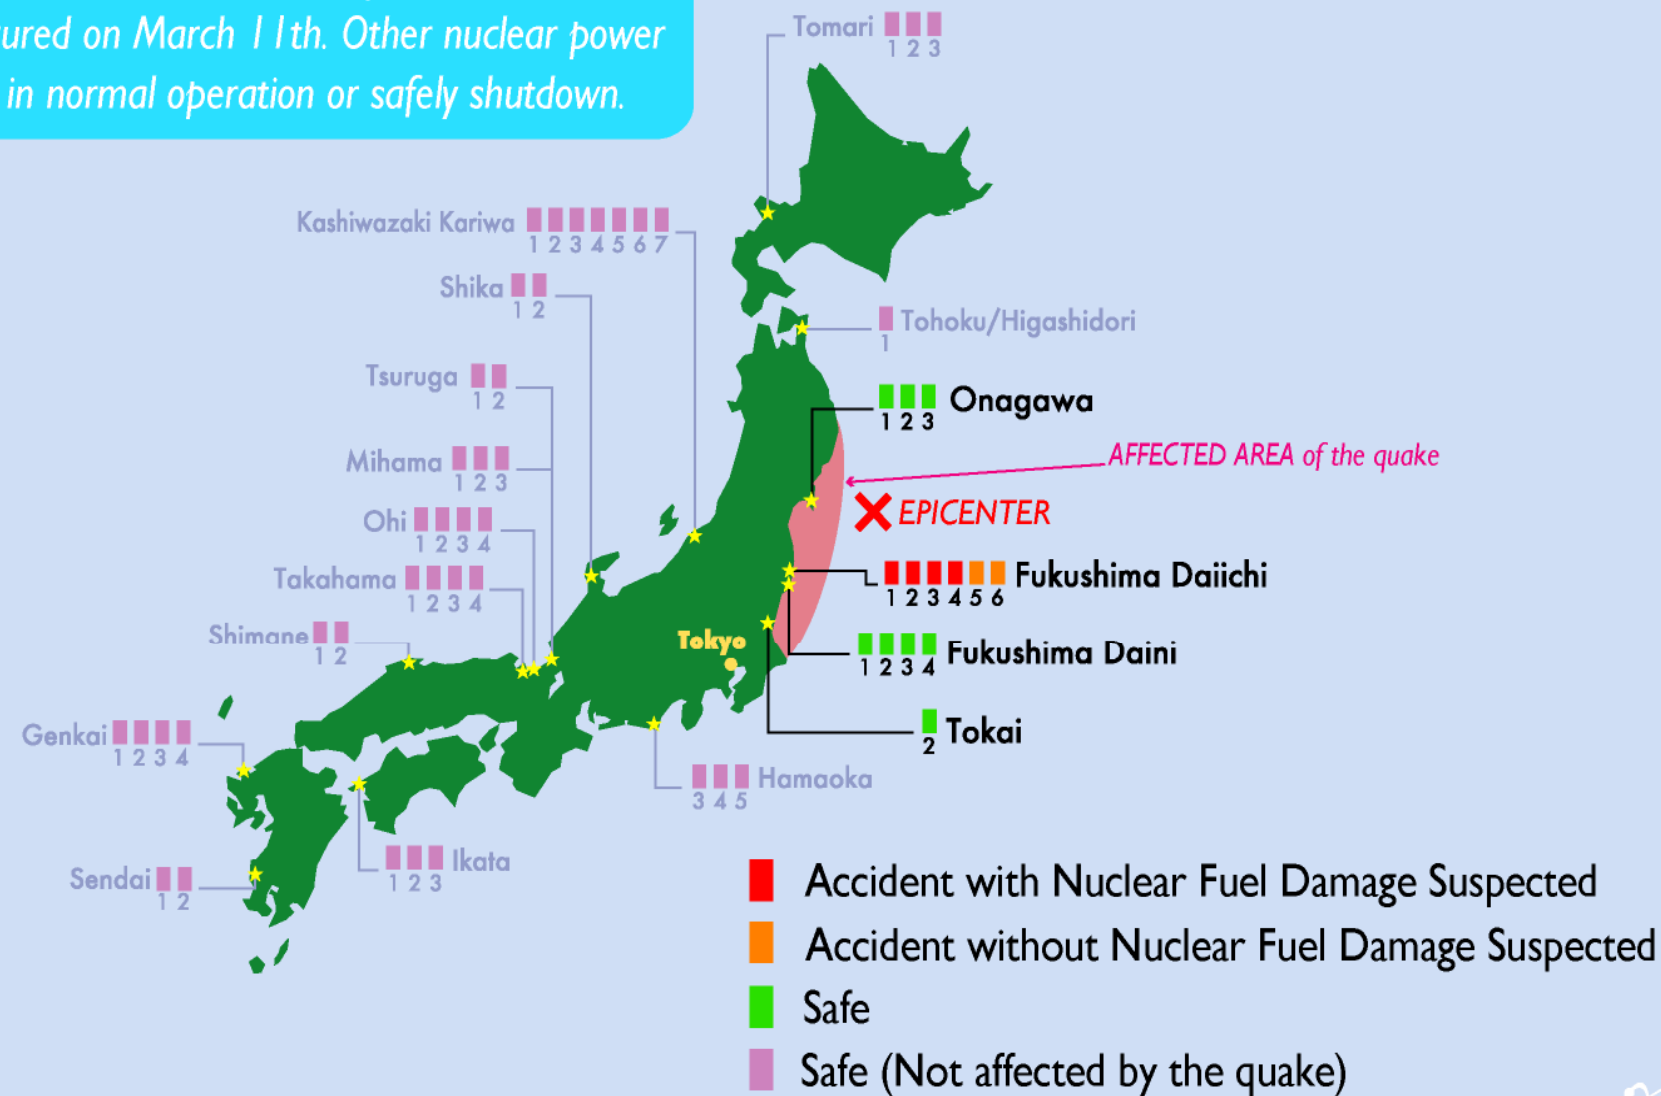 ured on March 11th. Other nuclear power
in normal operation or safely shutdown.
Tomari
1 2 3
Kashiwazaki Kariwa
1 2 3 4 5 6 7
Shika
1 2
Tohoku/Higashidori
1
Tsuruga
1 2
Onagawa
1 2 3
Mihama
1 2 3
AFFECTED AREA of the quake
EPICENTER
Ohi
1 2 3 4
Takahama
1 2 3 4
Fukushima Daiichi
1 2 3 4 5 6
Shimane
1 2
Tokyo
Fukushima Daini
1 2 3 4
Genkai
1 2 3 4
Tokai
2
Hamaoka
3 4 5
Ikata
1 2 3
Sendai
1 2
Accident with Nuclear Fuel Damage Suspected
Accident without Nuclear Fuel Damage Suspected
Safe
Safe (Not affected by the quake)